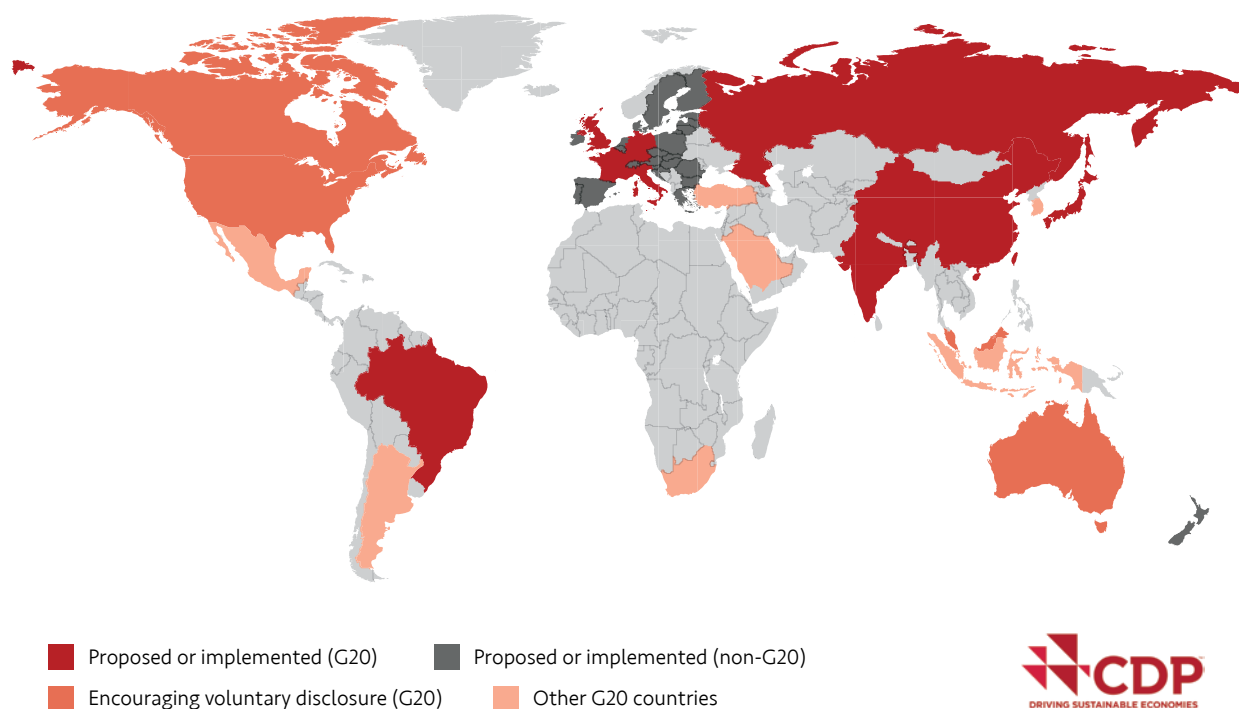 Proposed or implemented (G20)
Proposed or implemented (non-G20)
Encouraging voluntary disclosure (G20)
Other G20 countries
CDP
DRIVING SUSTAINABLE ECONOMIES